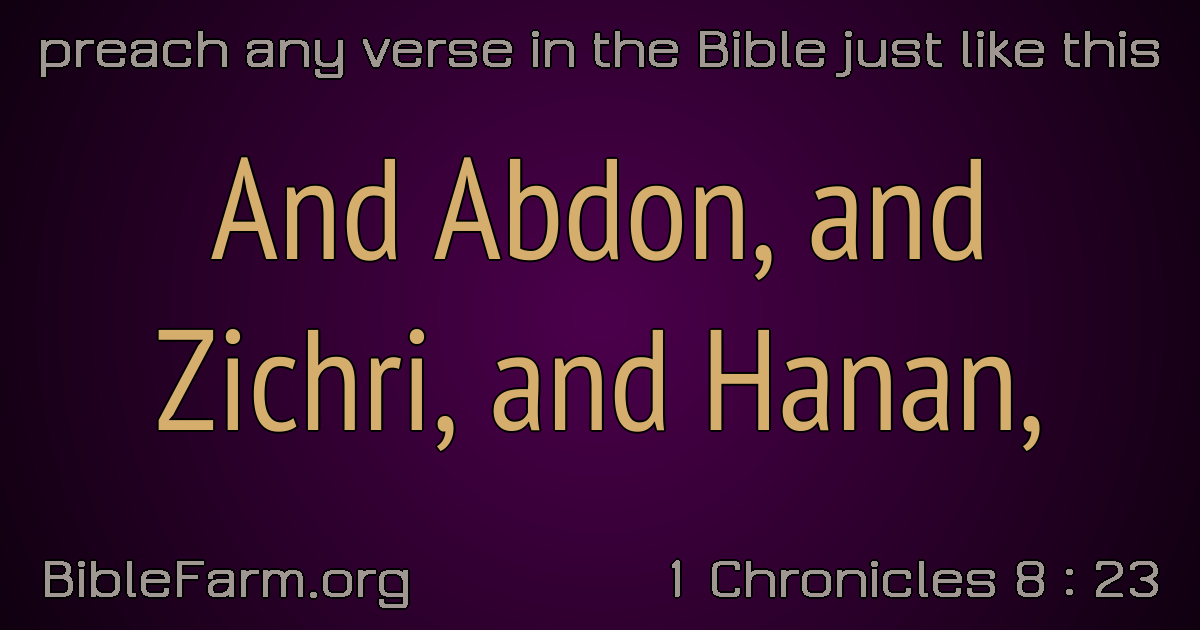 preach any verse in the Bible just like this
And Abdon, and
Zichri, and Hanan,
BibleFarm.org
1 Chronicles 8 : 23